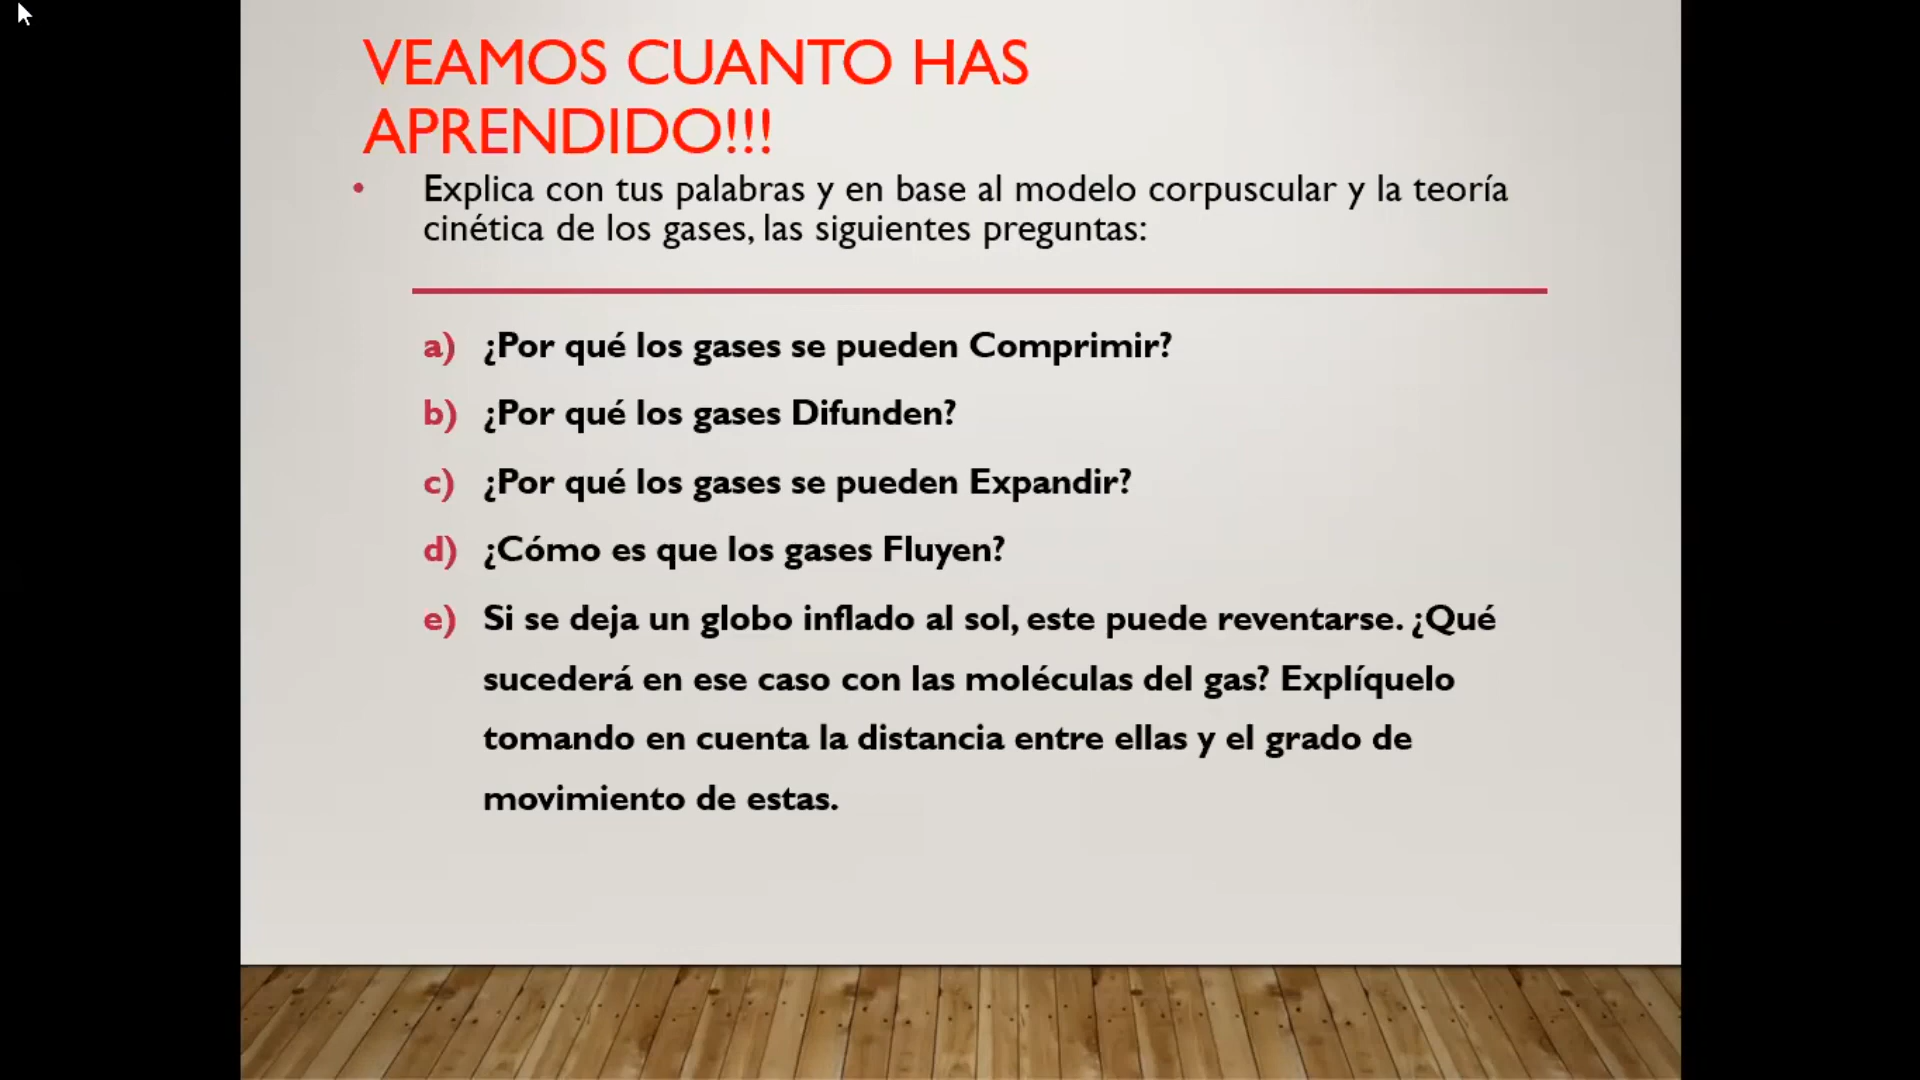 VEAMOS CUANTO HAS
APRENDIDO!!!
• Explica con tus palabras y en base al modelo corpuscular y la teoría
cinética de los gases, las siguientes preguntas:
a) ¿Por qué los gases se pueden Comprimir?
b) ¿Por qué los gases Difunden?
c) ¿Por qué los gases se pueden Expandir?
d) ¿Cómo es que los gases Fluyen?
e) Si se deja un globo inflado al sol, este puede reventarse. ¿Qué
sucederá en ese caso con las moléculas del gas? Explíquelo
tomando en cuenta la distancia entre ellas y el grado de
movimiento de estas.